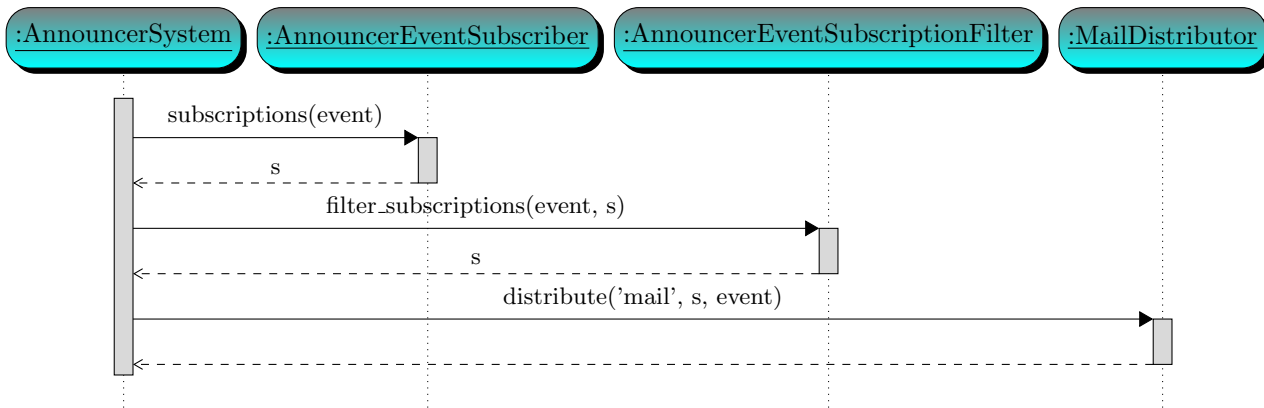 :AnnouncerSystem
:AnnouncerEventSubscriber
:AnnouncerEventSubscriptionFilter
:MailDistributor
subscriptions(event)
s
filter_subscriptions(event, s)
s
distribute('mail', s, event)